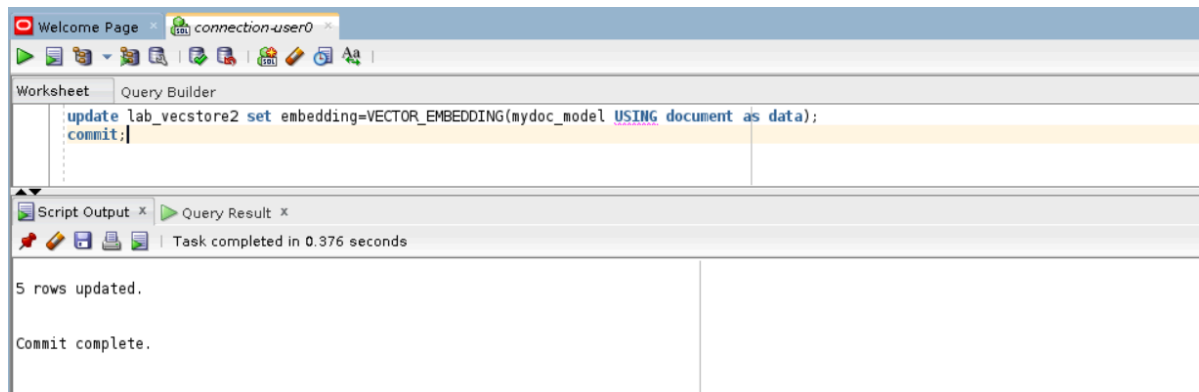 Welcome Page connection-user0
Worksheet Query Builder
update lab_vecstore2 set embedding=VECTOR_EMBEDDING(mydoc_model USING document as data);
commit;
Script Output x Query Result x
Task completed in 0.376 seconds
5 rows updated.
Commit complete.